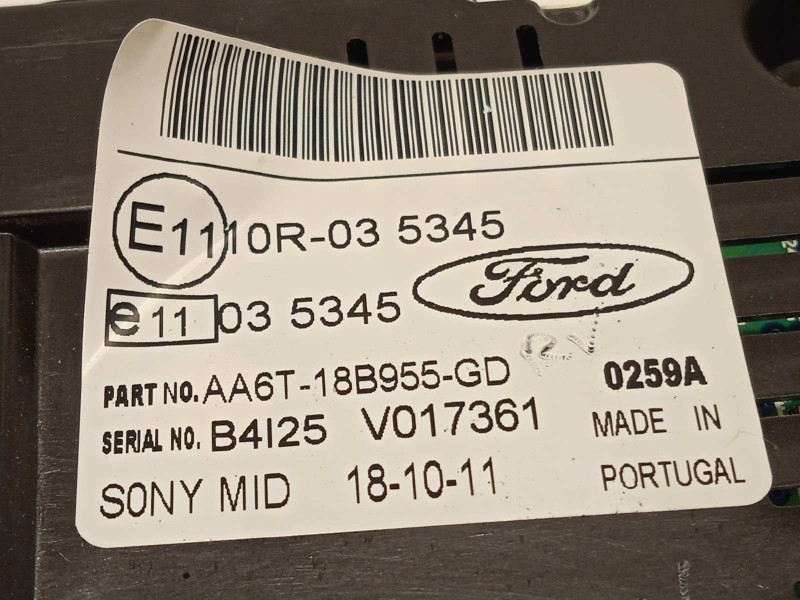 E11 10R-03 5345
e11 03 5345 Ford
PART NO. AA6T-18B955-GD 0259A
SERIAL NO. B4I25 V017361 MADE IN
SONY MID 18-10-11 PORTUGAL